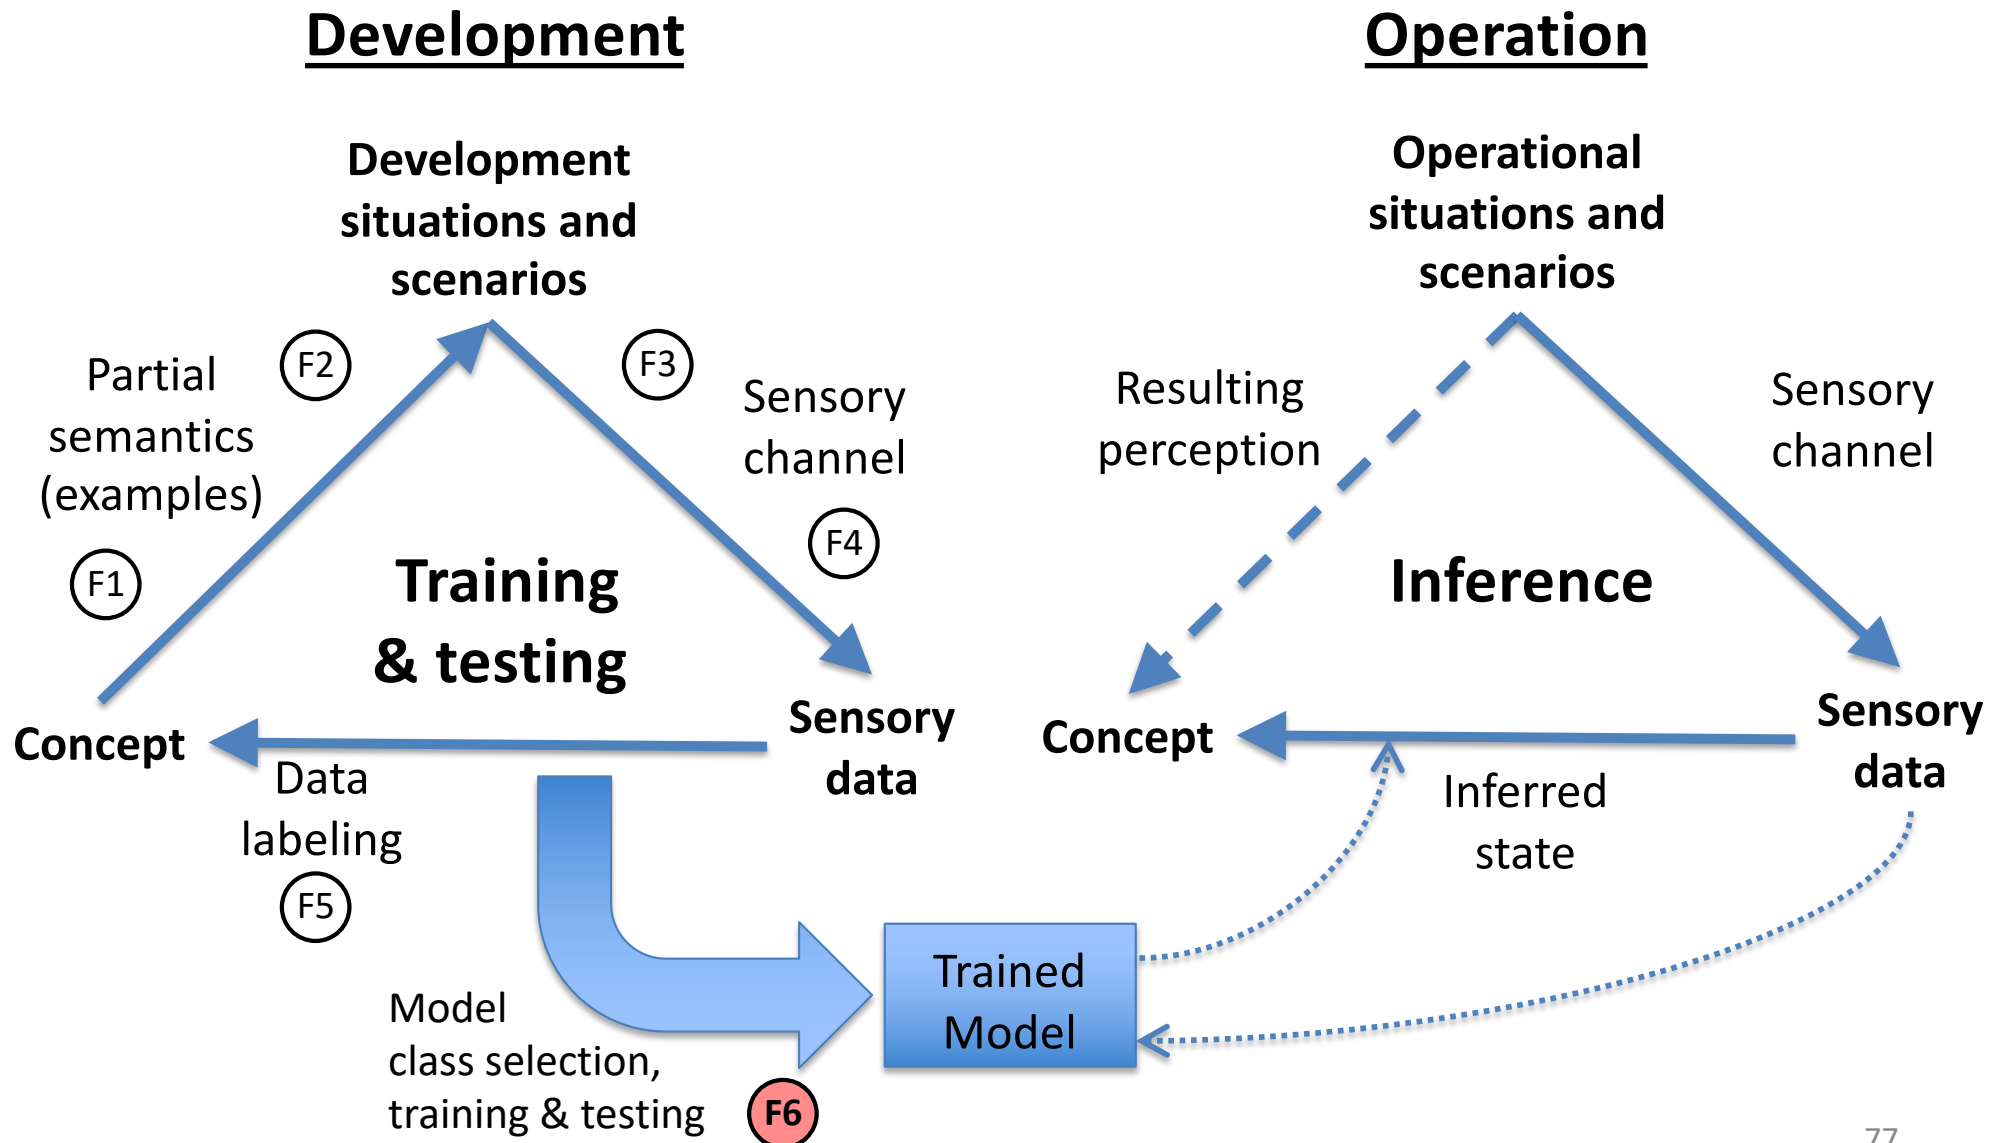 Development
Operation
Development
situations and
scenarios
Operational
situations and
scenarios
Partial
semantics
(examples)
F1
F2
F3
Sensory
channel
F4
Training
& testing
Concept
Sensory
data
Data
labeling
F5
Model
class selection,
training & testing
F6
Trained
Model
Resulting
perception
Sensory
channel
Inference
Concept
Sensory
data
Inferred
state
77